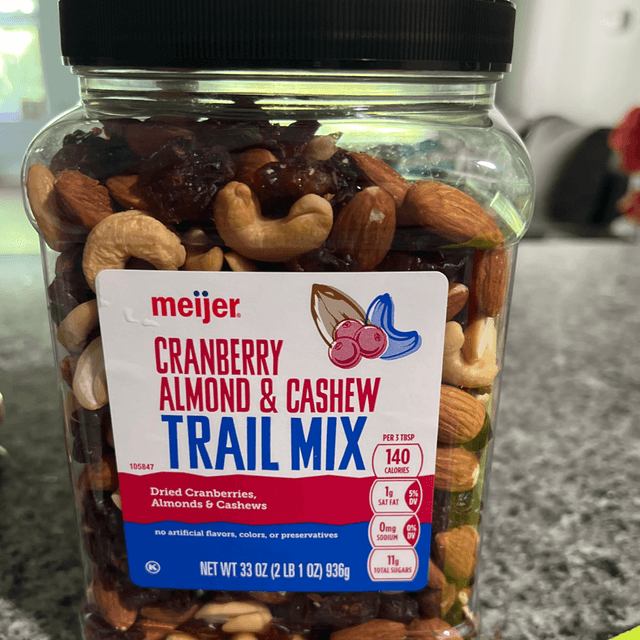 meijer
CRANBERRY
ALMOND & CASHEW
TRAIL MIX
105847
Dried Cranberries,
Almonds & Cashews
no artificial flavors, colors, or preservatives
K
NET WT 33 OZ (2 LB 1 OZ) 936g
PER 3 TBSP
140
CALORIES
1g
SAT FAT
5%
DV
0mg
SODIUM
0%
DV
11g
TOTAL SUGARS